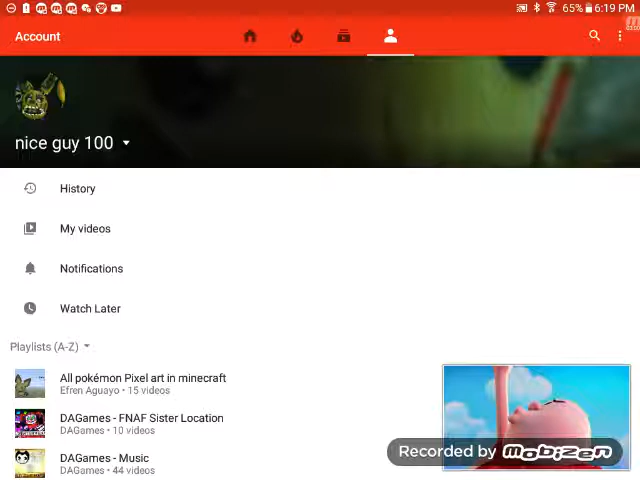 65% 6:19 PM
Account
nice guy 100
History
My videos
Notifications
Watch Later
Playlists (A-Z)
All pokémon Pixel art in minecraft
Efren Aguayo • 15 videos
DAGames - FNAF Sister Location
DAGames • 10 videos
DAGames - Music
DAGames • 44 videos
Recorded by mobizen